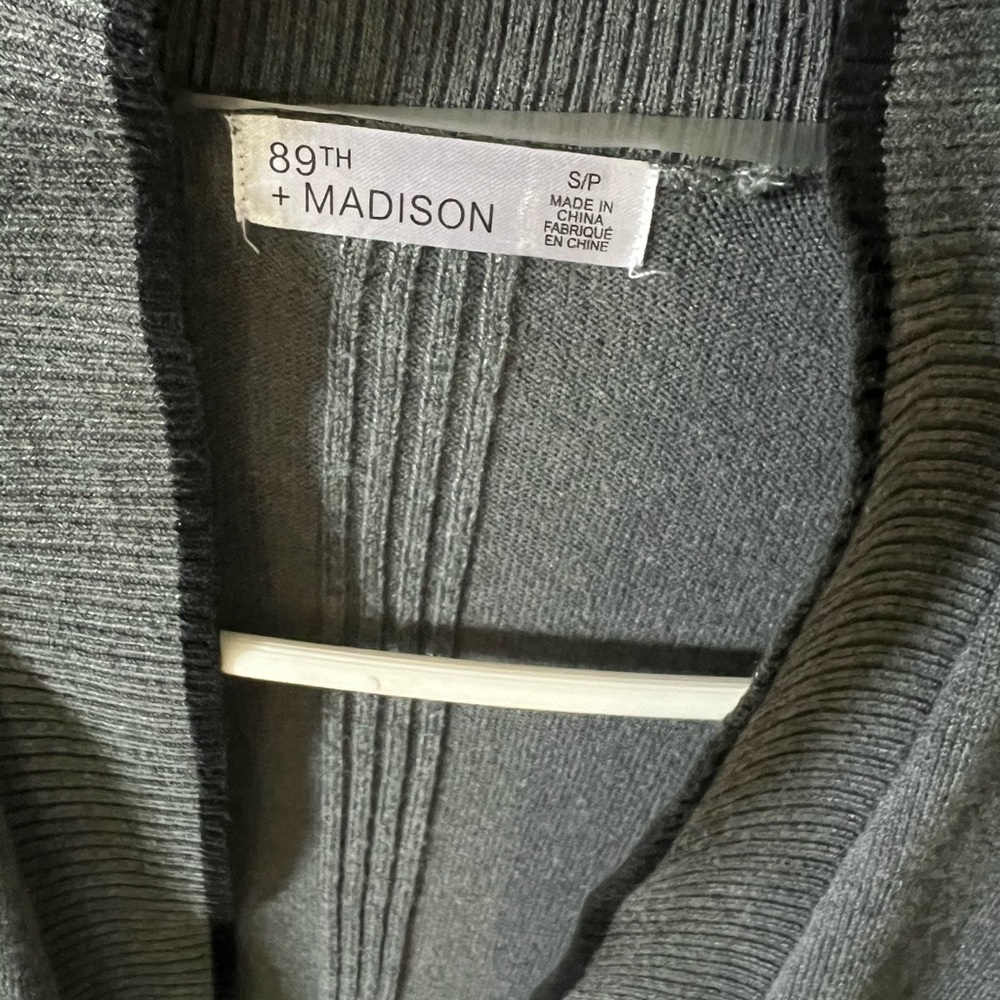 89TH
+ MADISON
S/P
MADE IN
CHINA
FABRIQUÉ
EN CHINE